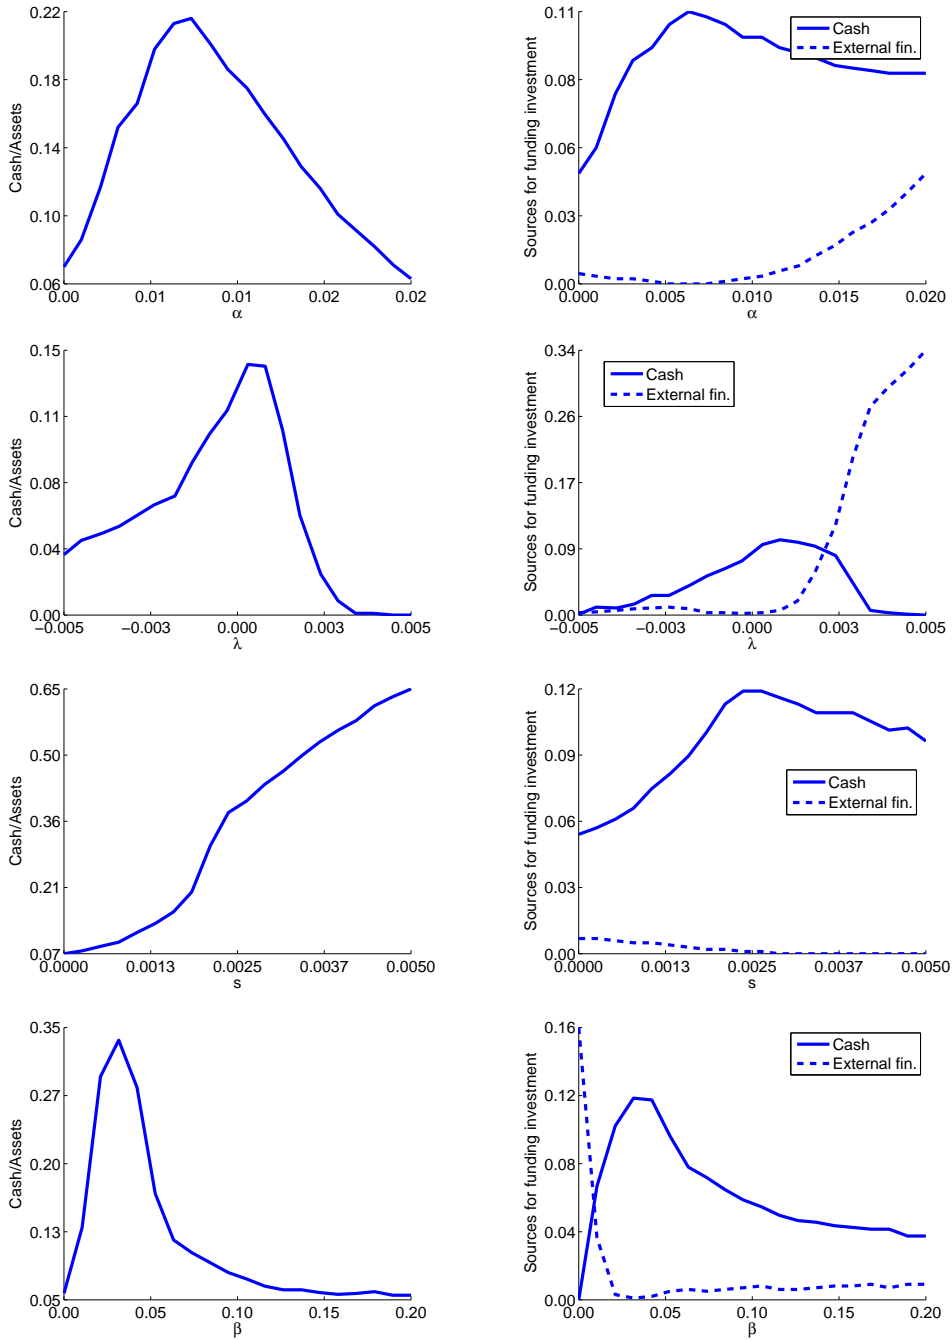 0.22
0.18
0.14
0.10
0.06
Cash/Assets
0.00 0.01 0.01 0.02 0.02
α
0.11
0.08
0.06
0.03
0.00
Sources for funding investment
Cash
External fin.
0.000 0.005 0.010 0.015 0.020
α
0.15
0.11
0.08
0.04
0.00
Cash/Assets
−0.005 −0.003 0.000 0.003 0.005
λ
0.34
0.26
0.17
0.09
0.00
Sources for funding investment
Cash
External fin.
−0.005 −0.003 0.000 0.003 0.005
λ
0.65
0.50
0.36
0.21
0.07
Cash/Assets
0.0000 0.0013 0.0025 0.0037 0.0050
s
0.12
0.09
0.06
0.03
0.00
Sources for funding investment
Cash
External fin.
0.0000 0.0013 0.0025 0.0037 0.0050
s
0.35
0.27
0.20
0.13
0.05
Cash/Assets
0.00 0.05 0.10 0.15 0.20
β
0.16
0.12
0.08
0.04
0.00
Sources for funding investment
Cash
External fin.
0.00 0.05 0.10 0.15 0.20
β